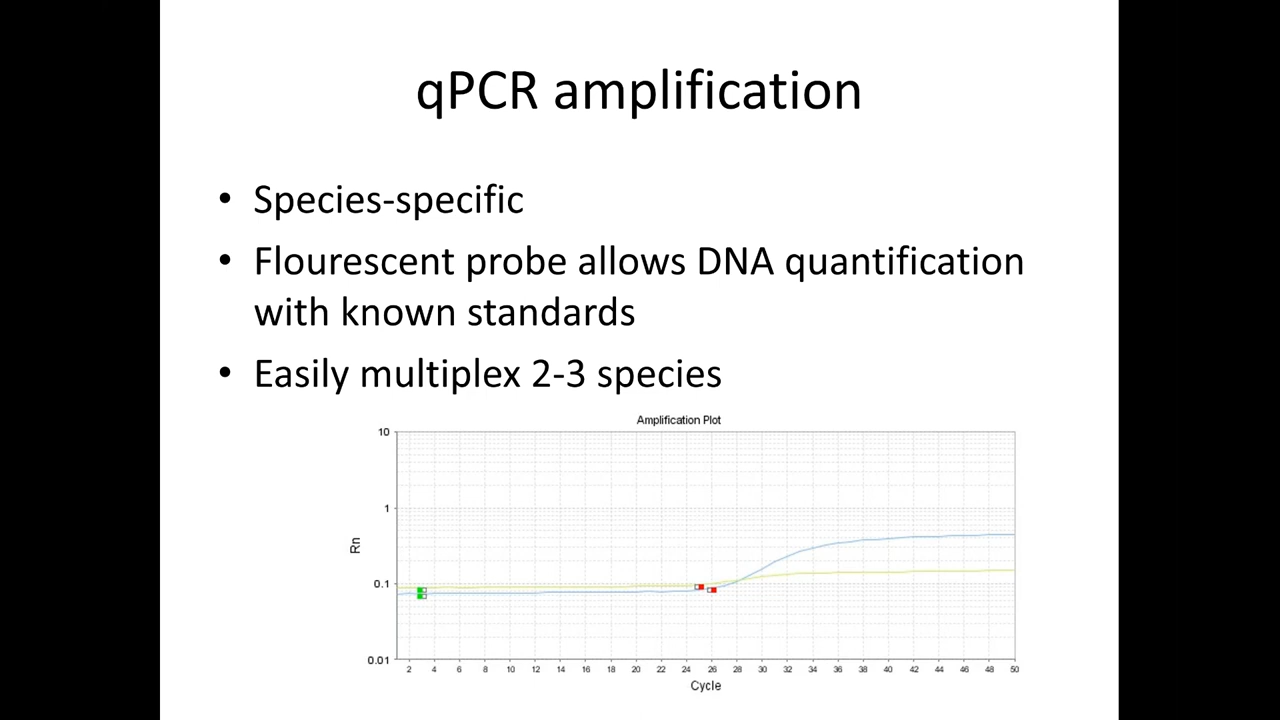 qPCR amplification
• Species-specific
• Flourescent probe allows DNA quantification
with known standards
• Easily multiplex 2-3 species
Amplification Plot
10
1
0.1
0.01
Rn
2 4 6 8 10 12 14 16 18 20 22 24 26 28 30 32 34 36 38 40 42 44 46 48 50
Cycle